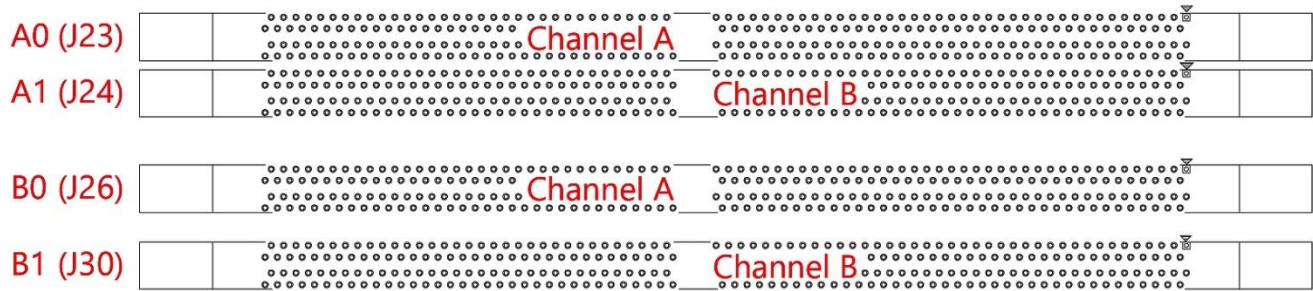 A0 (J23) Channel A
A1 (J24) Channel B
B0 (J26) Channel A
B1 (J30) Channel B